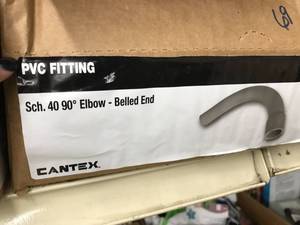 PVC FITTING
Sch. 40 90° Elbow - Belled End
CANTEX